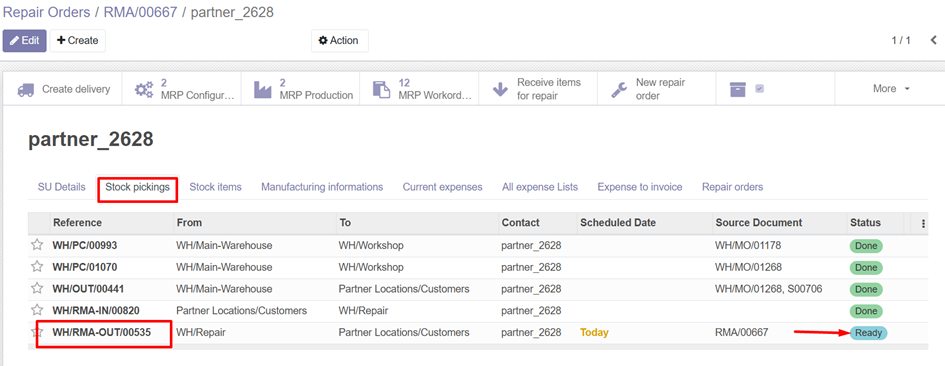 Repair Orders / RMA/00667 / partner_2628
Edit + Create Action 1 / 1
Create delivery 2 MRP Configur... 2 MRP Production 12 MRP Workord... Receive items for repair New repair order More
partner_2628
SU Details Stock pickings Stock items Manufacturing informations Current expenses All expense Lists Expense to invoice Repair orders
Reference From To Contact Scheduled Date Source Document Status
WH/PC/00993 WH/Main-Warehouse WH/Workshop partner_2628 WH/MO/01178 Done
WH/PC/01070 WH/Main-Warehouse WH/Workshop partner_2628 WH/MO/01268 Done
WH/OUT/00441 WH/Main-Warehouse Partner Locations/Customers partner_2628 WH/MO/01268, S00706 Done
WH/RMA-IN/00820 Partner Locations/Customers WH/Repair partner_2628 Done
WH/RMA-OUT/00535 WH/Repair Partner Locations/Customers partner_2628 Today RMA/00667 Ready